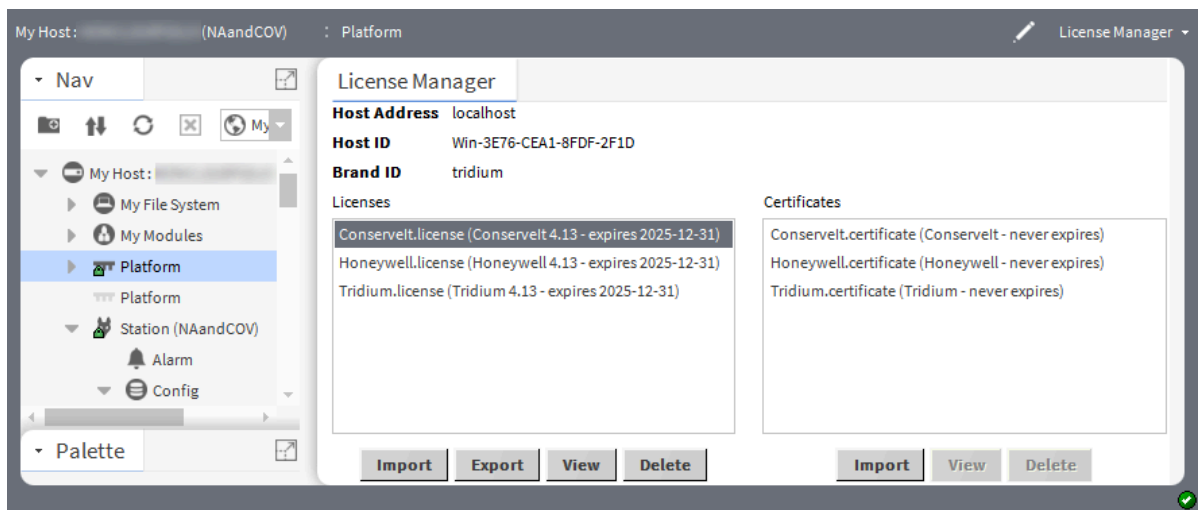 My Host: (NAandCOV) : Platform License Manager
Nav
My
My Host:
My File System
My Modules
Platform
Platform
Station (NAandCOV)
Alarm
Config
Palette
License Manager
Host Address localhost
Host ID Win-3E76-CEA1-8FDF-2F1D
Brand ID tridium
Licenses
ConserveIt.license (ConserveIt 4.13 - expires 2025-12-31)
Honeywell.license (Honeywell 4.13 - expires 2025-12-31)
Tridium.license (Tridium 4.13 - expires 2025-12-31)
Import Export View Delete
Certificates
ConserveIt.certificate (ConserveIt - never expires)
Honeywell.certificate (Honeywell - never expires)
Tridium.certificate (Tridium - never expires)
Import View Delete